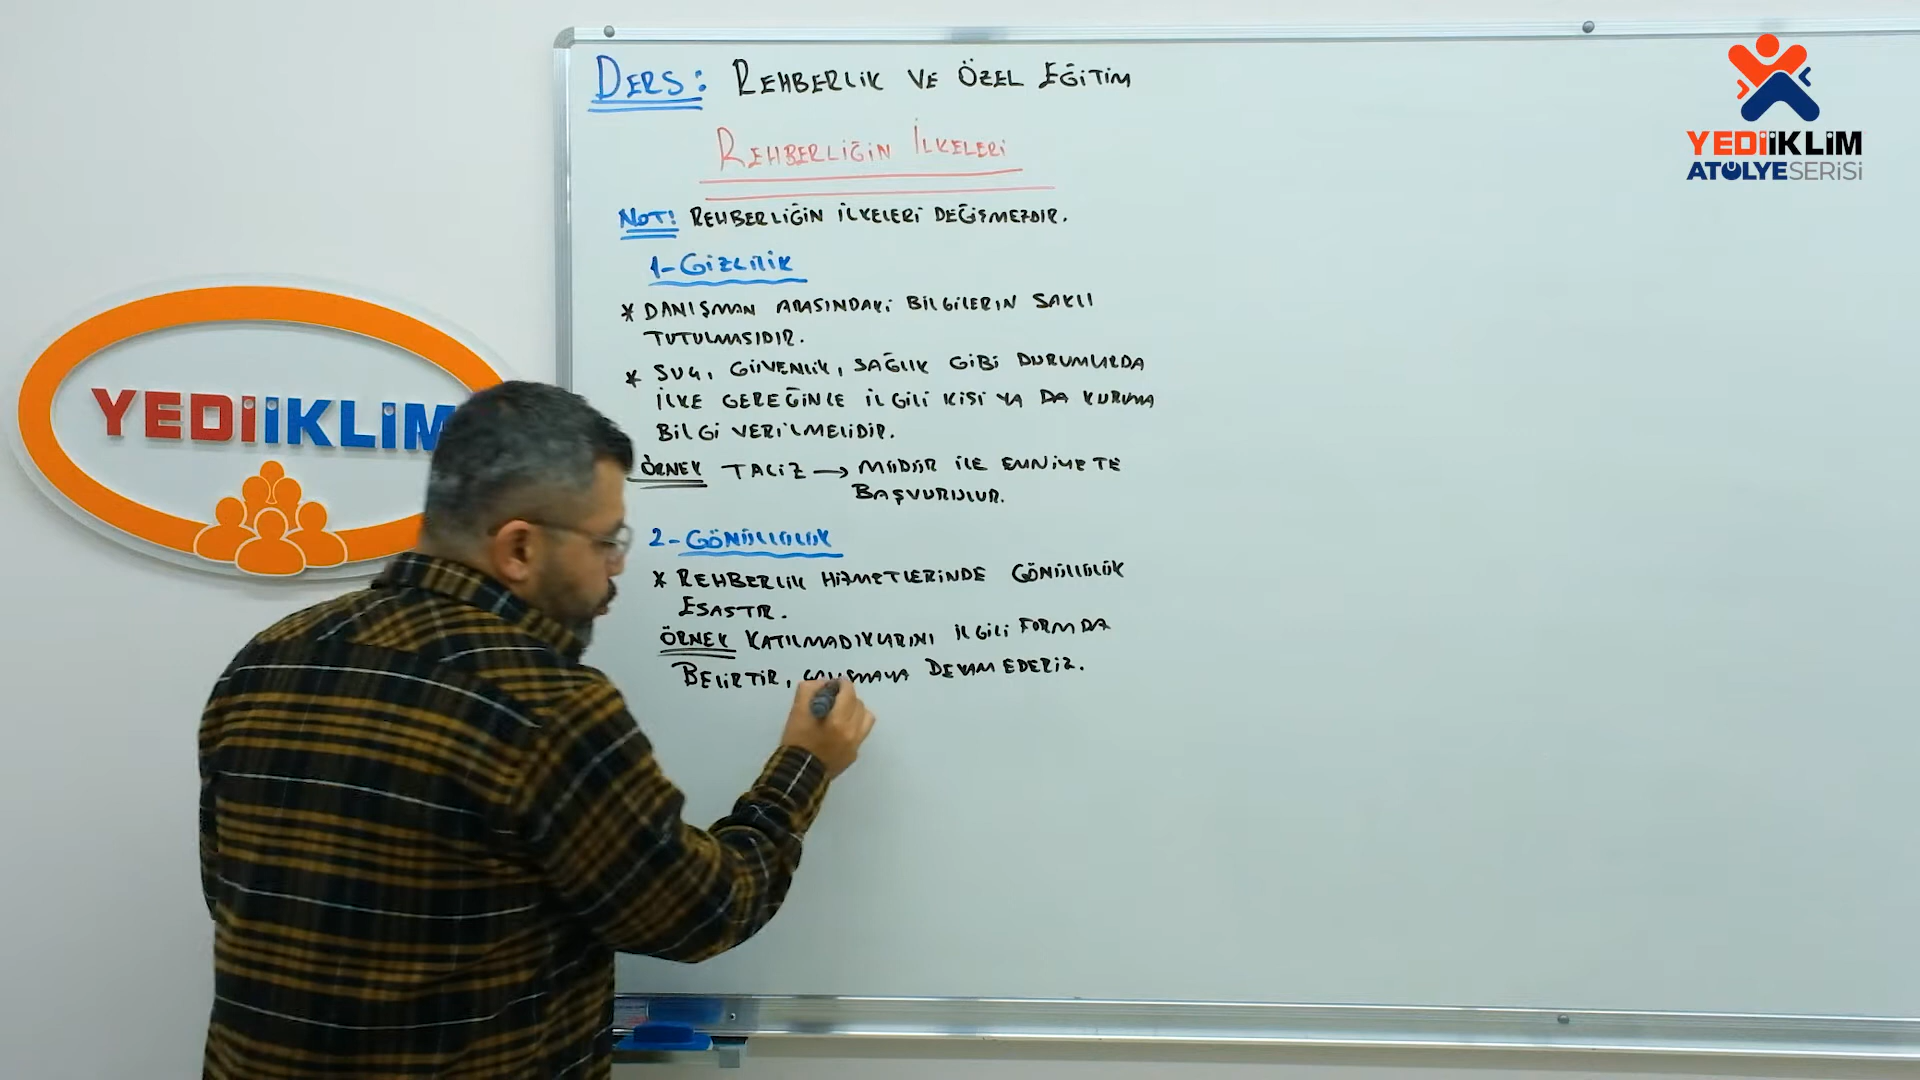 DERS: REHBERLİK VE ÖZEL EĞİTİM
REHBERLİĞİN İLKELERİ
NOT! REHBERLİĞİN İLKELERİ DEĞİŞMEZDİR.
1-GİZLİLİK
* DANIŞMAN ARASINDAKİ BİLGİLERİN SAKLI
TUTULMASIDIR.
* SUÇ, GÜVENLİK, SAĞLIK GİBİ DURUMLARDA
İLKE GEREĞİNCE İLGİLİ KİŞİ YA DA KURUMA
BİLGİ VERİLMELİDİR.
ÖRNEK TACİZ → MÜDÜR İLE EMNİYETE
BAŞVURULUR.
2-GÖNÜLLÜLÜK
* REHBERLİK HİZMETLERİNDE GÖNÜLLÜLÜK
ESASTIR.
ÖRNEK KATILMADIKLARINI İLGİLİ FORMDA
BELİRTİR, ÇALIŞMAYA DEVAM EDERİZ.
YEDİİKLİM
YEDİİKLİM
ATÖLYESERİSİ